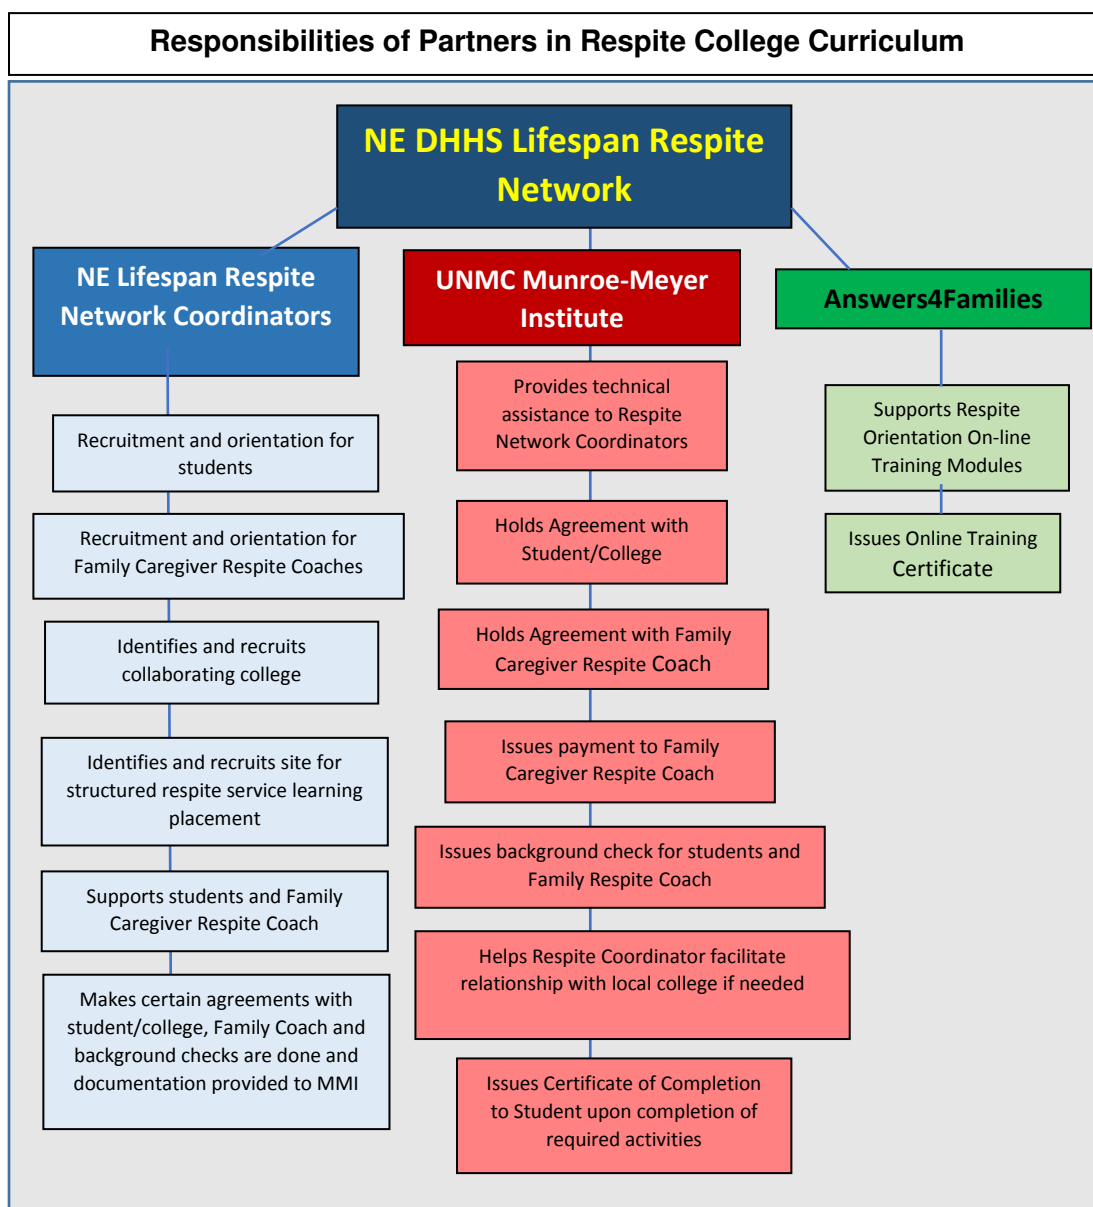 Responsibilities of Partners in Respite College Curriculum
NE DHHS Lifespan Respite
Network
NE Lifespan Respite
Network Coordinators
Recruitment and orientation for
students
Recruitment and orientation for
Family Caregiver Respite Coaches
Identifies and recruits
collaborating college
Identifies and recruits site for
structured respite service learning
placement
Supports students and Family
Caregiver Respite Coach
Makes certain agreements with
student/college, Family Coach and
background checks are done and
documentation provided to MMI
UNMC Munroe-Meyer
Institute
Provides technical
assistance to Respite
Network Coordinators
Holds Agreement with
Student/College
Holds Agreement with Family
Caregiver Respite Coach
Issues payment to Family
Caregiver Respite Coach
Issues background check for students and
Family Respite Coach
Helps Respite Coordinator facilitate
relationship with local college if needed
Issues Certificate of Completion
to Student upon completion of
required activities
Answers4Families
Supports Respite
Orientation On-line
Training Modules
Issues Online Training
Certificate